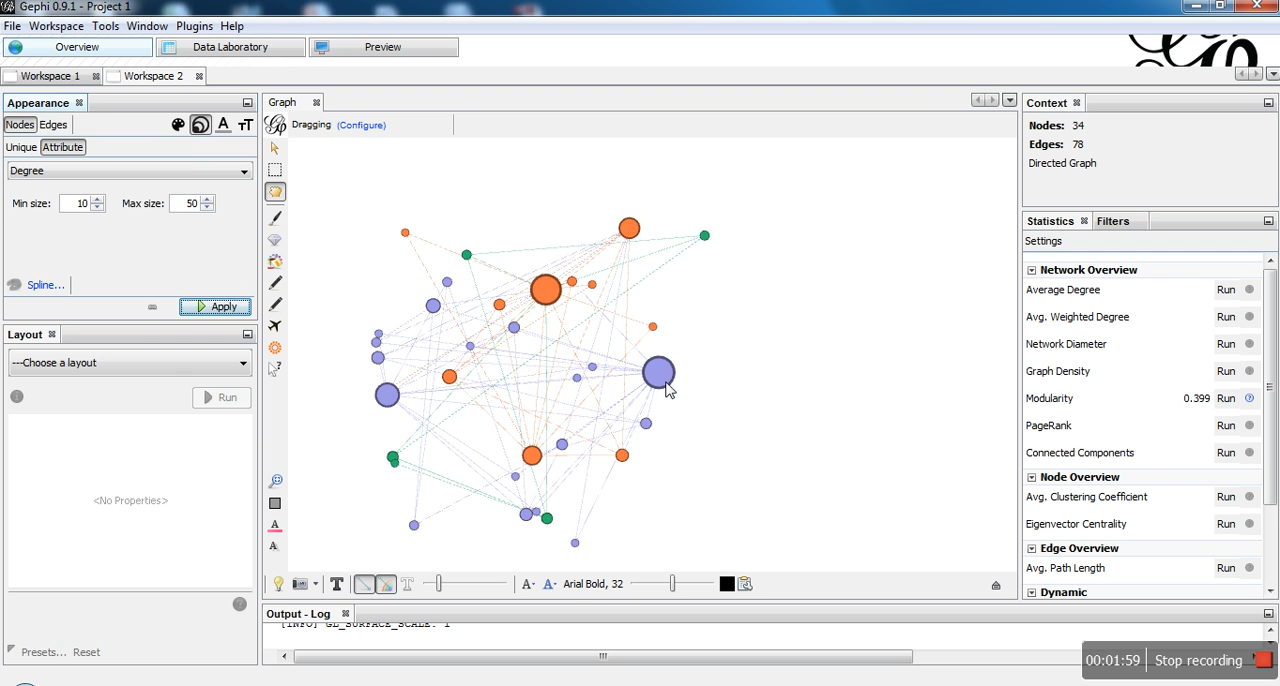 Gephi 0.9.1 - Project 1
File Workspace Tools Window Plugins Help
Overview Data Laboratory Preview
Workspace 1 Workspace 2
Appearance
Nodes Edges
Unique Attribute
Degree
Min size: 10 Max size: 50
Spline...
Apply
Layout
---Choose a layout
Run
<No Properties>
Presets... Reset
Graph
Dragging (Configure)
Arial Bold, 32
Output - Log
[INFO] GL_SURFACE_SCALE: 1
Context
Nodes: 34
Edges: 78
Directed Graph
Statistics Filters
Settings
Network Overview
Average Degree Run
Avg. Weighted Degree Run
Network Diameter Run
Graph Density Run
Modularity 0.399 Run
PageRank Run
Connected Components Run
Node Overview
Avg. Clustering Coefficient Run
Eigenvector Centrality Run
Edge Overview
Avg. Path Length Run
Dynamic
00:01:59 Stop recording